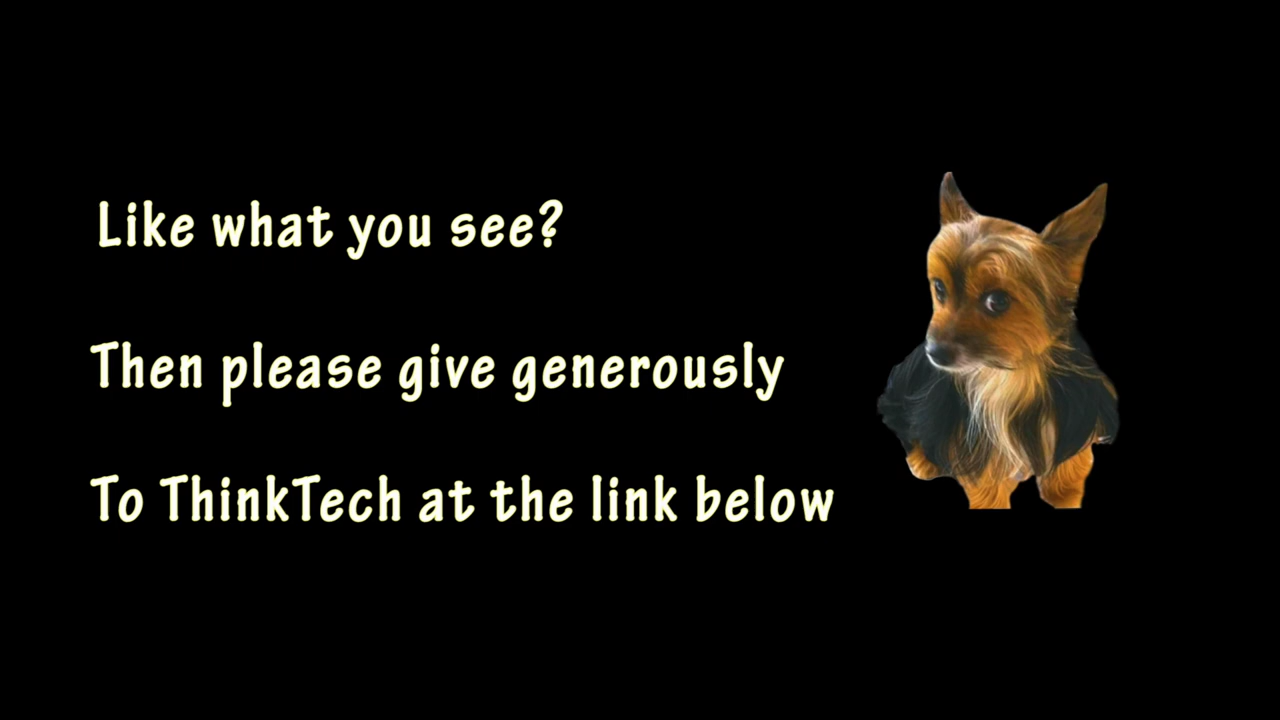 Like what you see?
Then please give generously
To ThinkTech at the link below